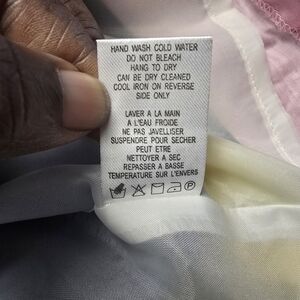 HAND WASH COLD WATER
DO NOT BLEACH
HANG TO DRY
CAN BE DRY CLEANED
COOL IRON ON REVERSE
SIDE ONLY
LAVER A LA MAIN
A L'EAU FROIDE
NE PAS JAVELLISER
SUSPENDRE POUR SECHER
PEUT ETRE
NETTOYER A SEC
REPASSER A BASSE
TEMPERATURE SUR L'ENVERS